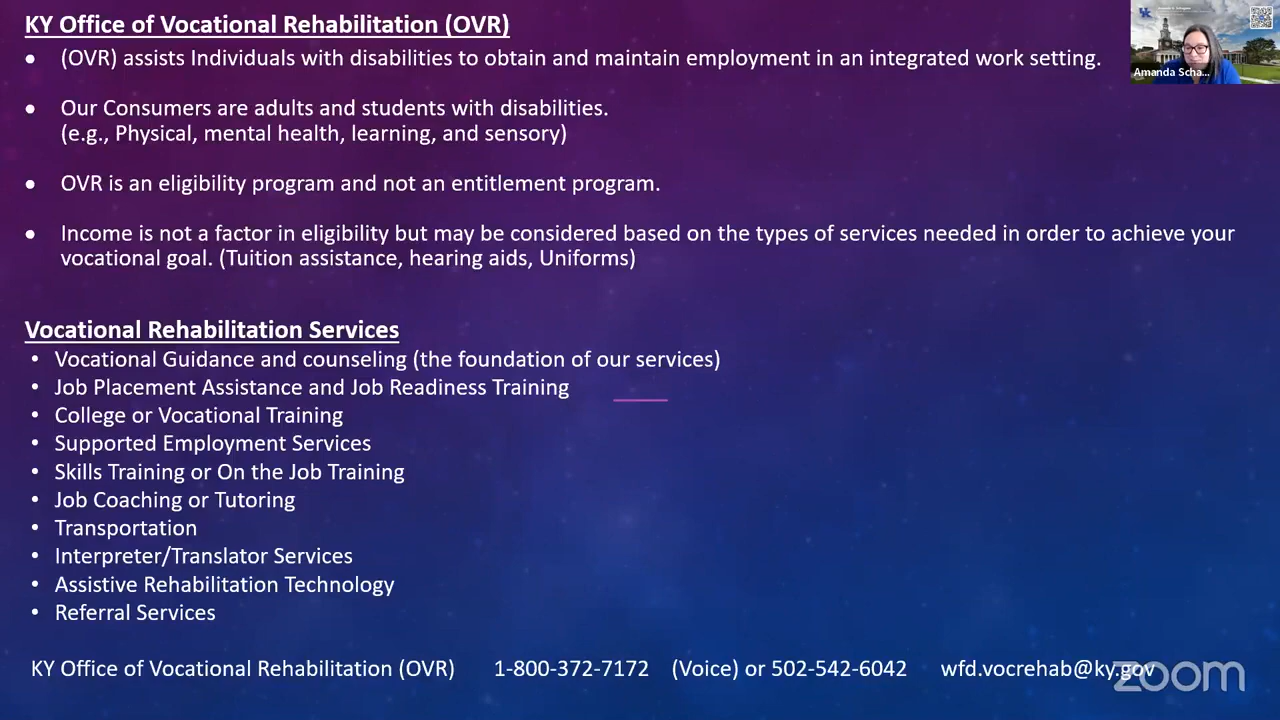 KY Office of Vocational Rehabilitation (OVR)
• (OVR) assists Individuals with disabilities to obtain and maintain employment in an integrated work setting.
• Our Consumers are adults and students with disabilities.
(e.g., Physical, mental health, learning, and sensory)
• OVR is an eligibility program and not an entitlement program.
• Income is not a factor in eligibility but may be considered based on the types of services needed in order to achieve your
vocational goal. (Tuition assistance, hearing aids, Uniforms)
Vocational Rehabilitation Services
• Vocational Guidance and counseling (the foundation of our services)
• Job Placement Assistance and Job Readiness Training
• College or Vocational Training
• Supported Employment Services
• Skills Training or On the Job Training
• Job Coaching or Tutoring
• Transportation
• Interpreter/Translator Services
• Assistive Rehabilitation Technology
• Referral Services
KY Office of Vocational Rehabilitation (OVR) 1-800-372-7172 (Voice) or 502-542-6042 wfd.vocrehab@ky.gov
zoom
Amanda Scha...
UK